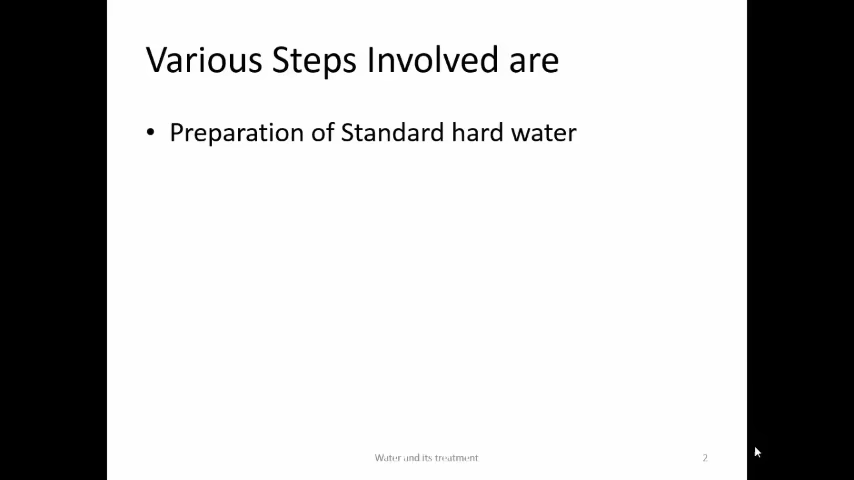 Various Steps Involved are
• Preparation of Standard hard water
Water and its treatment
2